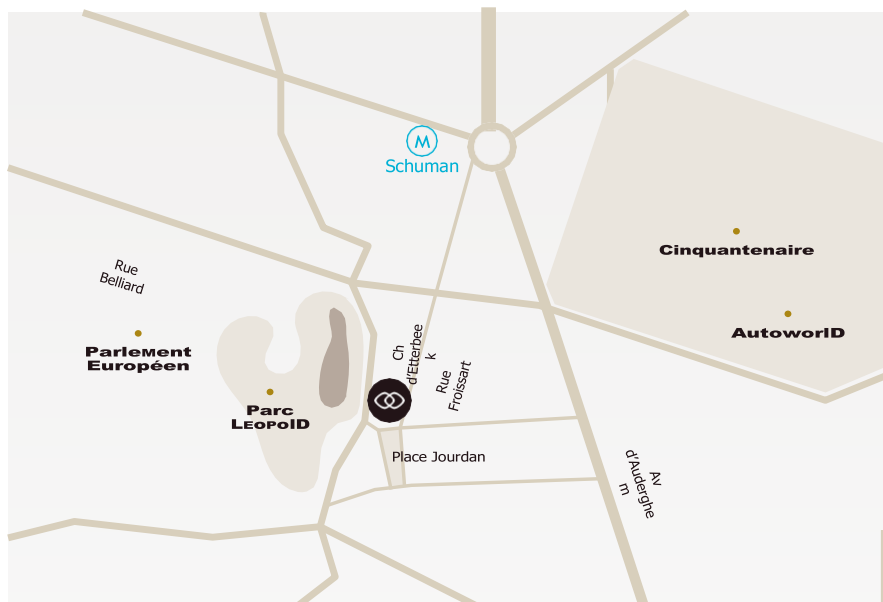 M
Schuman
Cinquantenaire
Rue
Belliard
AutoworlD
ParleMent
Européen
Ch
d'Etterbee
k
Rue
Froissart
Parc
LEOPOlD
Place Jourdan
Av
d'Auderghe
m